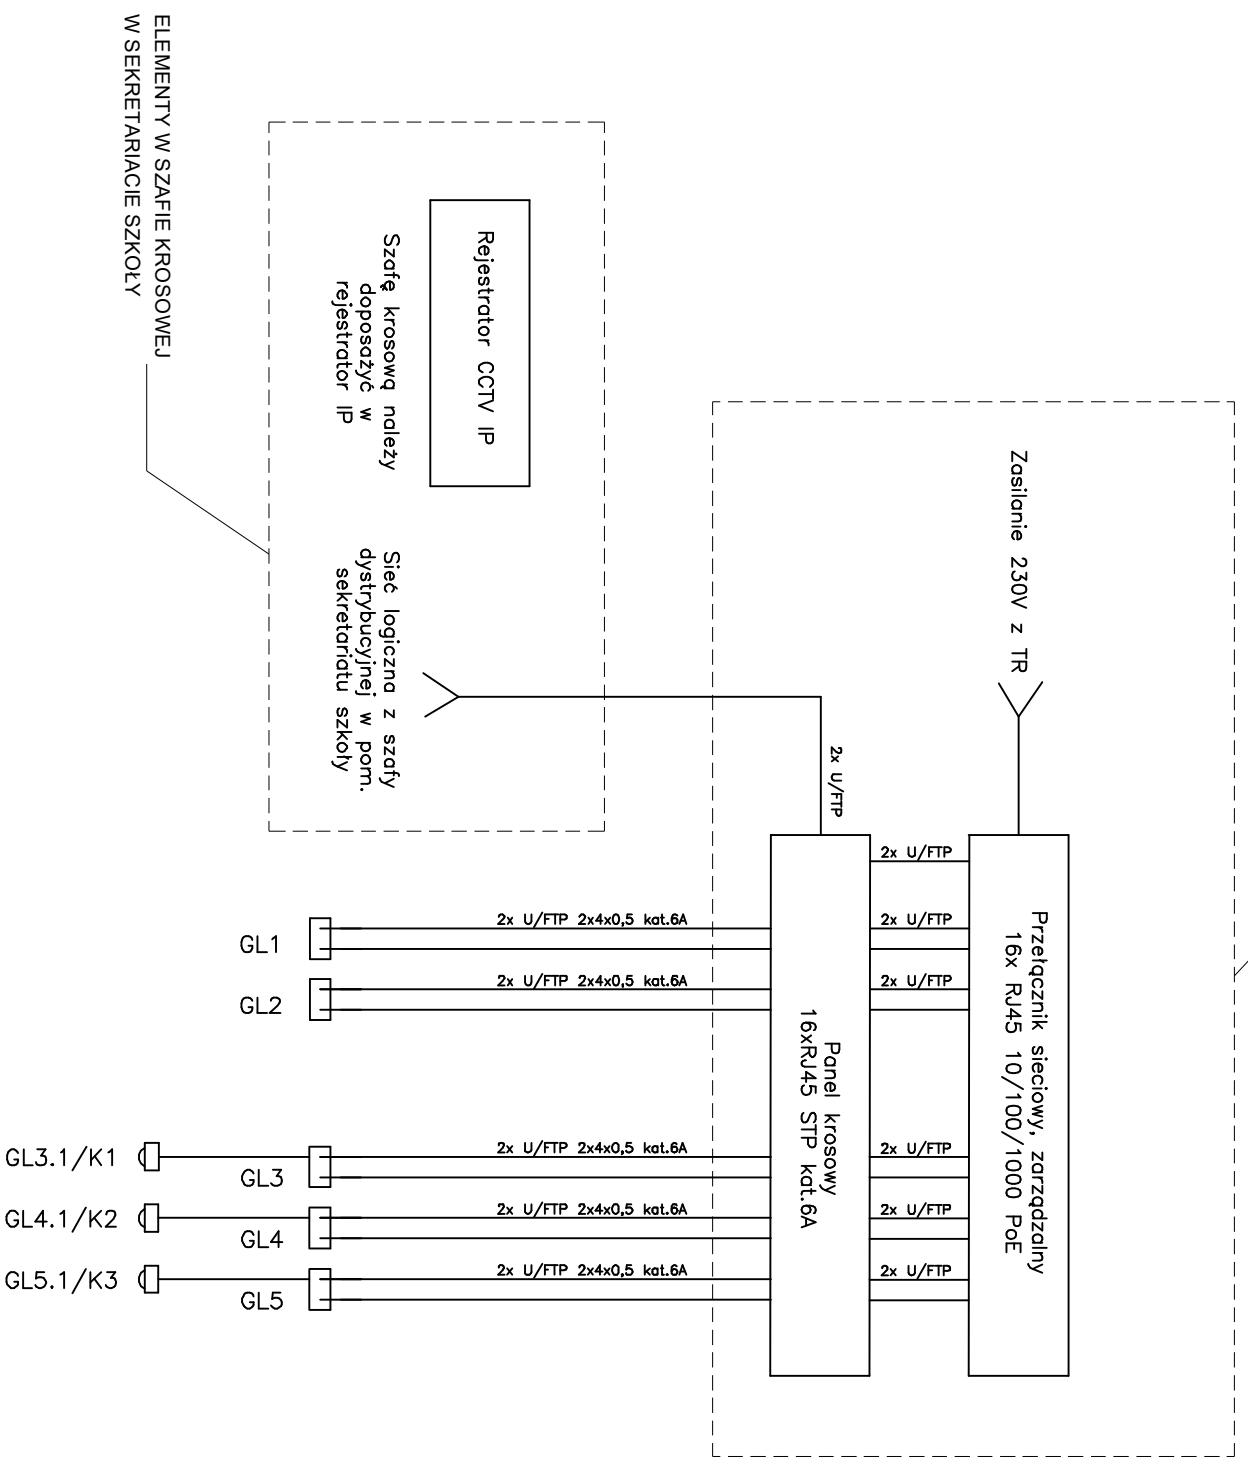 ELEMENTY W SZAFIE KROSOWEJ
W SEKRETARIACIE SZKOŁY
Rejestrator CCTV IP
Szafę krosową należy
doposażyć w
rejestrator IP
Sieć logiczna z szafy
dystrybucyjnej w pom.
sekretariatu szkoły
Zasilanie 230V z TR
2x U/FTP
Przełącznik sieciowy, zarządzalny
16x RJ45 10/100/1000 PoE
Panel krosowy
16xRJ45 STP kat.6A
2x U/FTP
GL1
2x U/FTP 2x4x0,5 kat.6A
2x U/FTP
GL2
2x U/FTP 2x4x0,5 kat.6A
2x U/FTP
GL3.1/K1
GL3
2x U/FTP 2x4x0,5 kat.6A
2x U/FTP
GL4.1/K2
GL4
2x U/FTP 2x4x0,5 kat.6A
2x U/FTP
GL5.1/K3
GL5
2x U/FTP 2x4x0,5 kat.6A
2x U/FTP